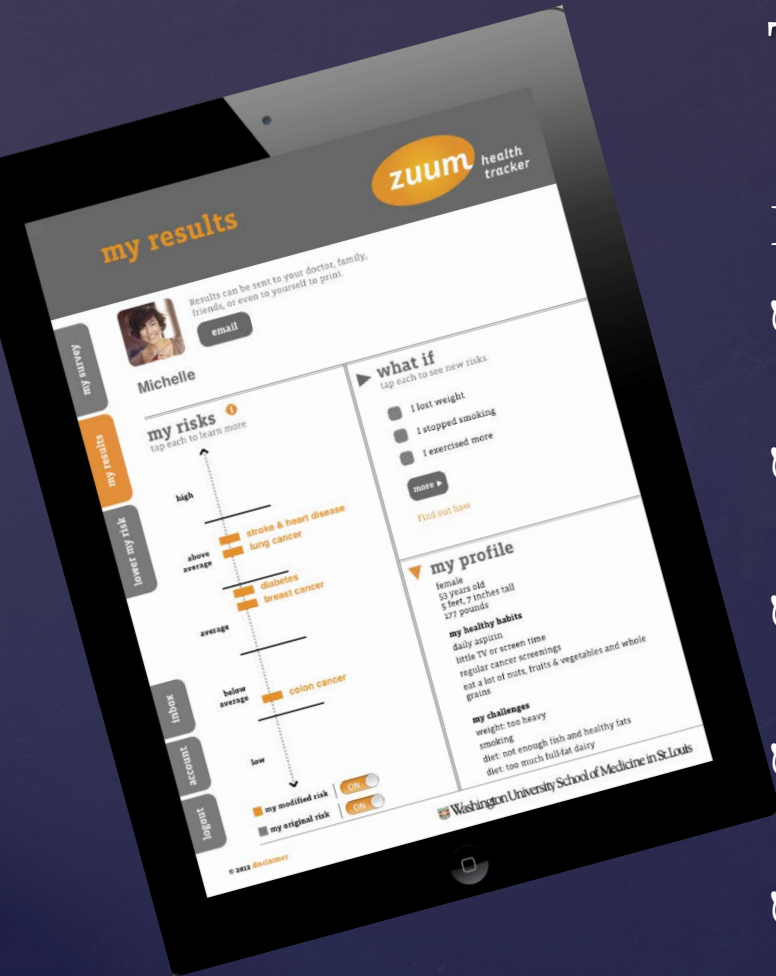 my results
zuum
health
tracker
Results can be sent to your doctor, family,
friends, or even to yourself to print.
email
Michelle
my survey
my results
lower my risk
inbox
account
logout
my risks
tap each to learn more
high
above
average
average
below
average
low
stroke & heart disease
lung cancer
diabetes
breast cancer
colon cancer
my modified risk
ON
my original risk
ON
what if
tap each to see new risks
I lost weight
I stopped smoking
I exercised more
more
Find out how
my profile
female
53 years old
5 feet, 7 inches tall
177 pounds
my healthy habits
daily aspirin
little TV or screen time
regular cancer screenings
eat a lot of nuts, fruits & vegetables and whole
grains
my challenges
weight: too heavy
smoking
diet: not enough fish and healthy fats
diet: too much full-fat dairy
Washington University School of Medicine in St. Louis
© 2012 disclaimer